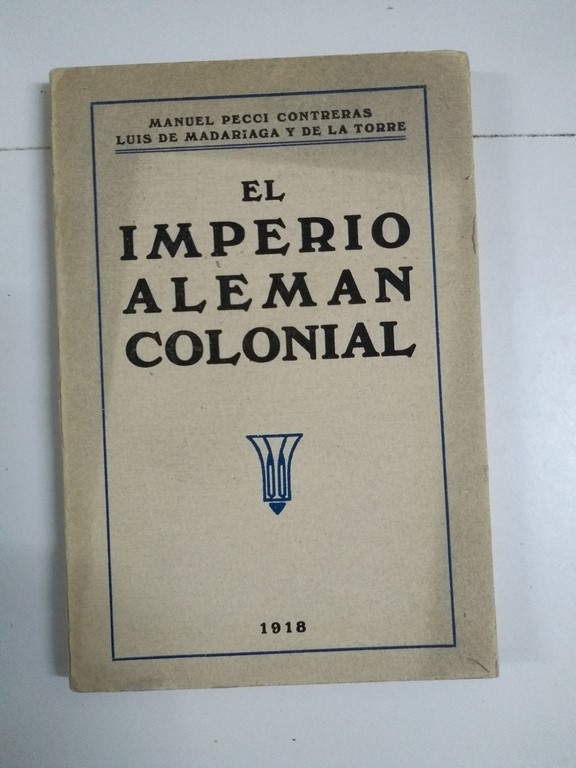 MANUEL PECCI CONTRERAS
LUIS DE MADARIAGA Y DE LA TORRE
EL
IMPERIO
ALEMAN
COLONIAL
1918